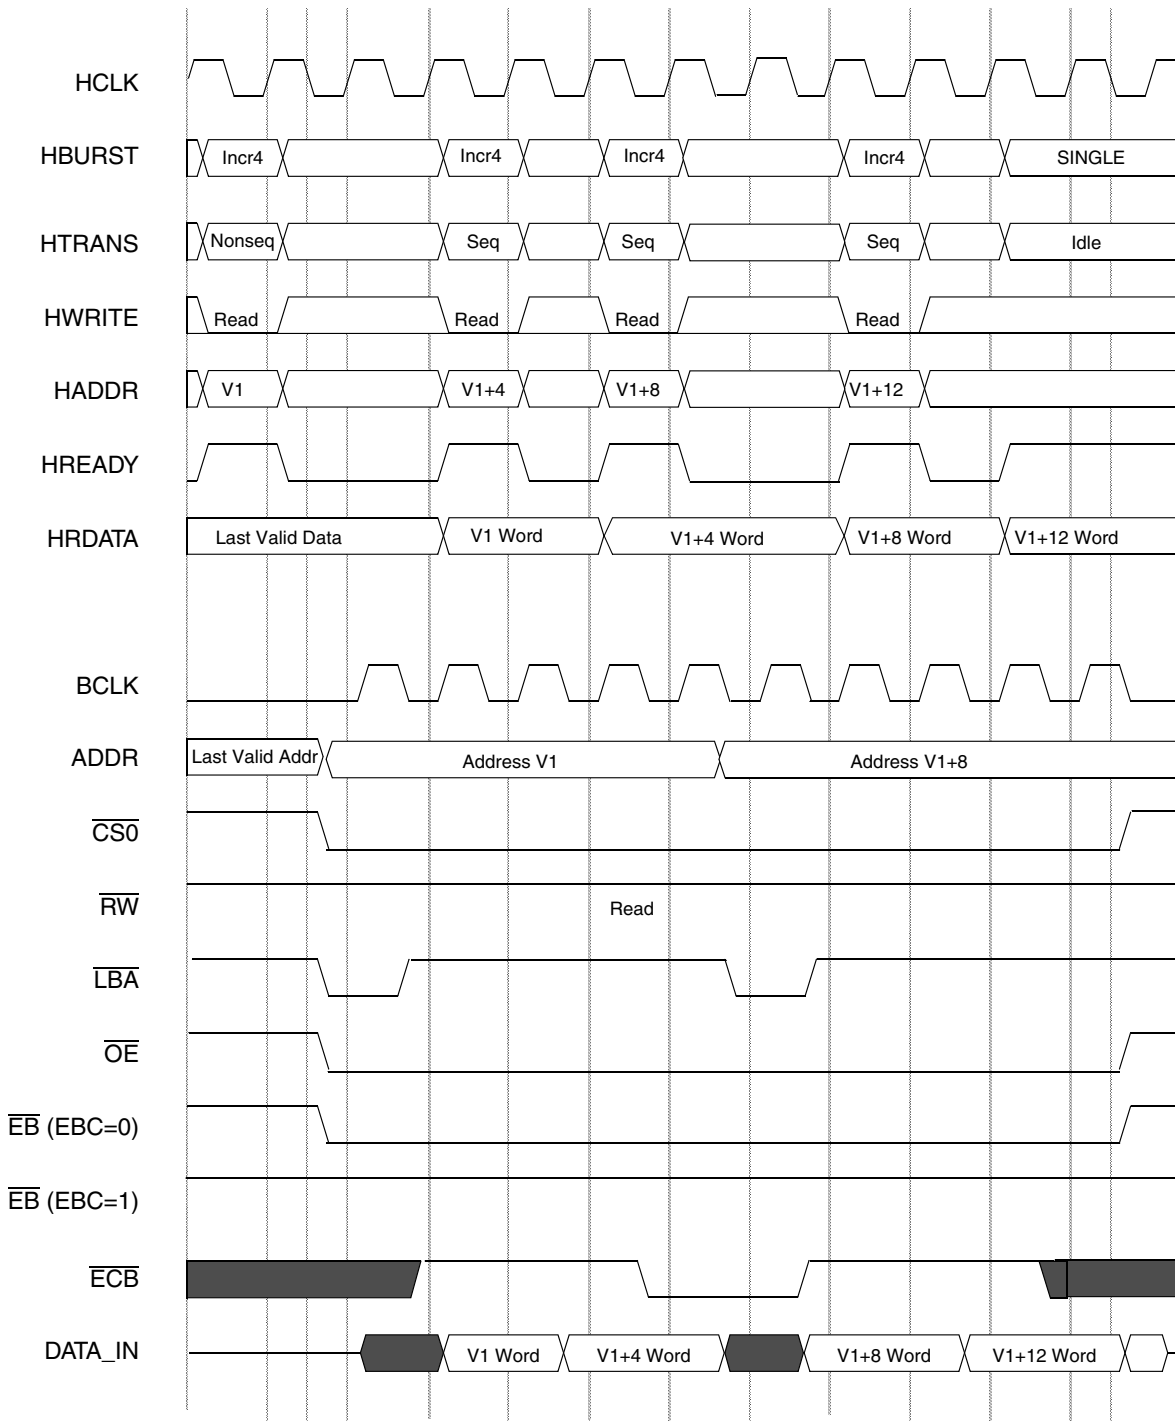 HCLK
HBURST Incr4 Incr4 Incr4 Incr4 SINGLE
HTRANS Nonseq Seq Seq Seq Idle
HWRITE Read Read Read Read
HADDR V1 V1+4 V1+8 V1+12
HREADY
HRDATA Last Valid Data V1 Word V1+4 Word V1+8 Word V1+12 Word
BCLK
ADDR Last Valid Addr Address V1 Address V1+8
CS0
RW Read
LBA
OE
EB (EBC=0)
EB (EBC=1)
ECB
DATA_IN V1 Word V1+4 Word V1+8 Word V1+12 Word